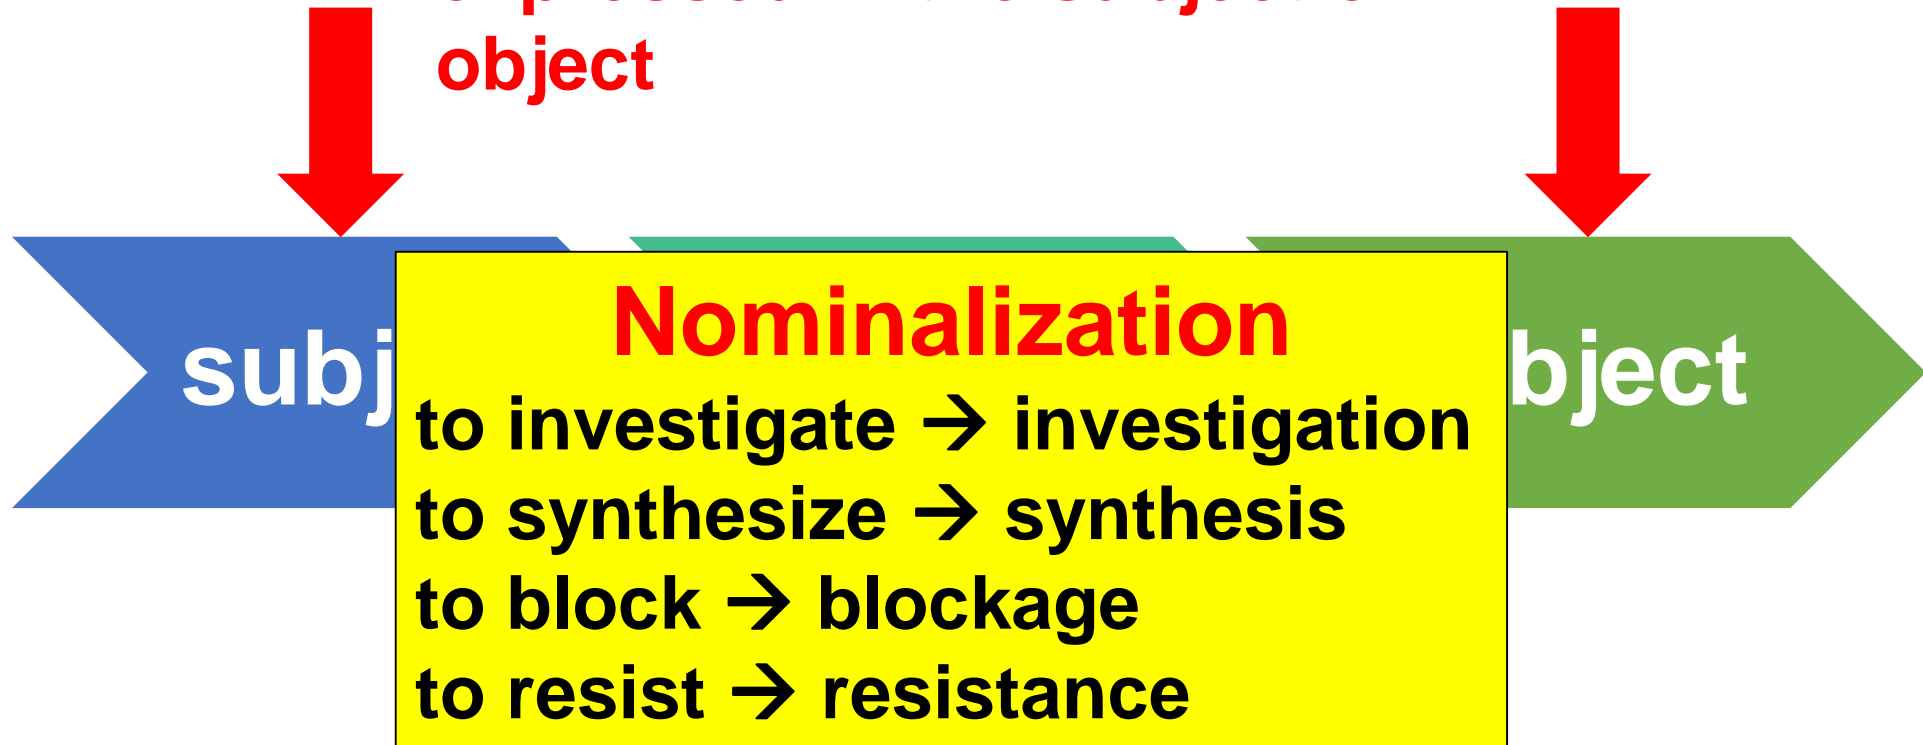 object
subj
bject
Nominalization
to investigate → investigation
to synthesize → synthesis
to block → blockage
to resist → resistance